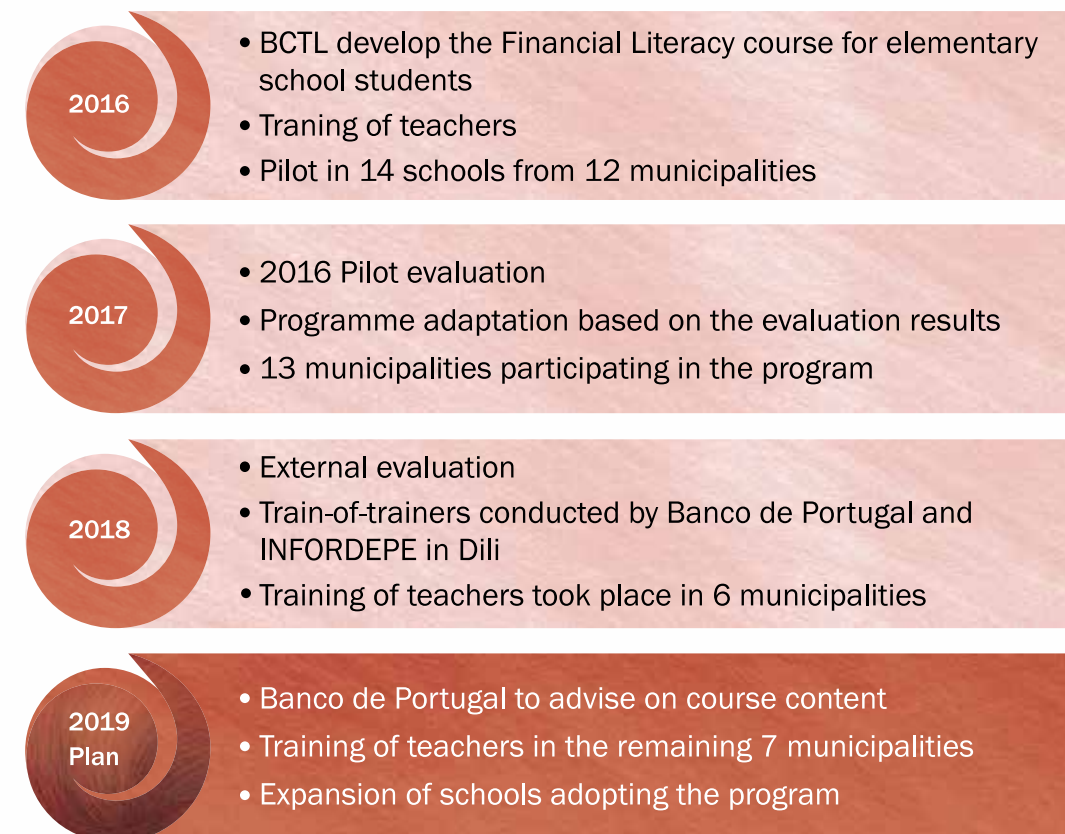 2016
• BCTL develop the Financial Literacy course for elementary
school students
• Traning of teachers
• Pilot in 14 schools from 12 municipalities
2017
• 2016 Pilot evaluation
• Programme adaptation based on the evaluation results
• 13 municipalities participating in the program
2018
• External evaluation
• Train-of-trainers conducted by Banco de Portugal and
INFORDEPE in Dili
• Training of teachers took place in 6 municipalities
2019
Plan
• Banco de Portugal to advise on course content
• Training of teachers in the remaining 7 municipalities
• Expansion of schools adopting the program